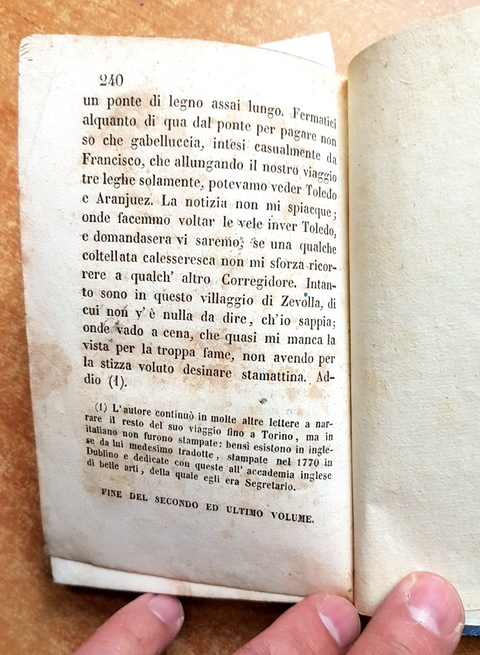 240
un ponte di legno assai lungo. Fermatici
alquanto di qua dal ponte per pagare non
so che gabelluccia, intesi casualmente da
Francisco, che allungando il nostro viaggio
tre leghe solamente, potevamo veder Toledo
e Aranjuez. La notizia non mi spiacque;
onde facemmo voltar le vele inver Toledo,
e domandasera vi saremo; se una qualche
coltellata calesseresca non mi sforza ricor-
rere a qualch' altro Corregidore. Intan-
to sono in questo villaggio di Zevolla, di
cui non v' è nulla da dire, ch'io sappia;
onde vado a cena, che quasi mi manca la
vista per la troppa fame, non avendo per
la stizza voluto desinare stamattina. Ad-
dio (1).
(1) L'autore continuò in molte altre lettere a nar-
rare il resto del suo viaggio fino a Torino, ma in
italiano non furono stampate: bensì esistono in ingle-
se da lui medesimo tradotte, stampate nel 1770 in
Dublino e dedicate con queste all' accademia inglese
di belle arti, della quale egli era Segretario.
FINE DEL SECONDO ED ULTIMO VOLUME.